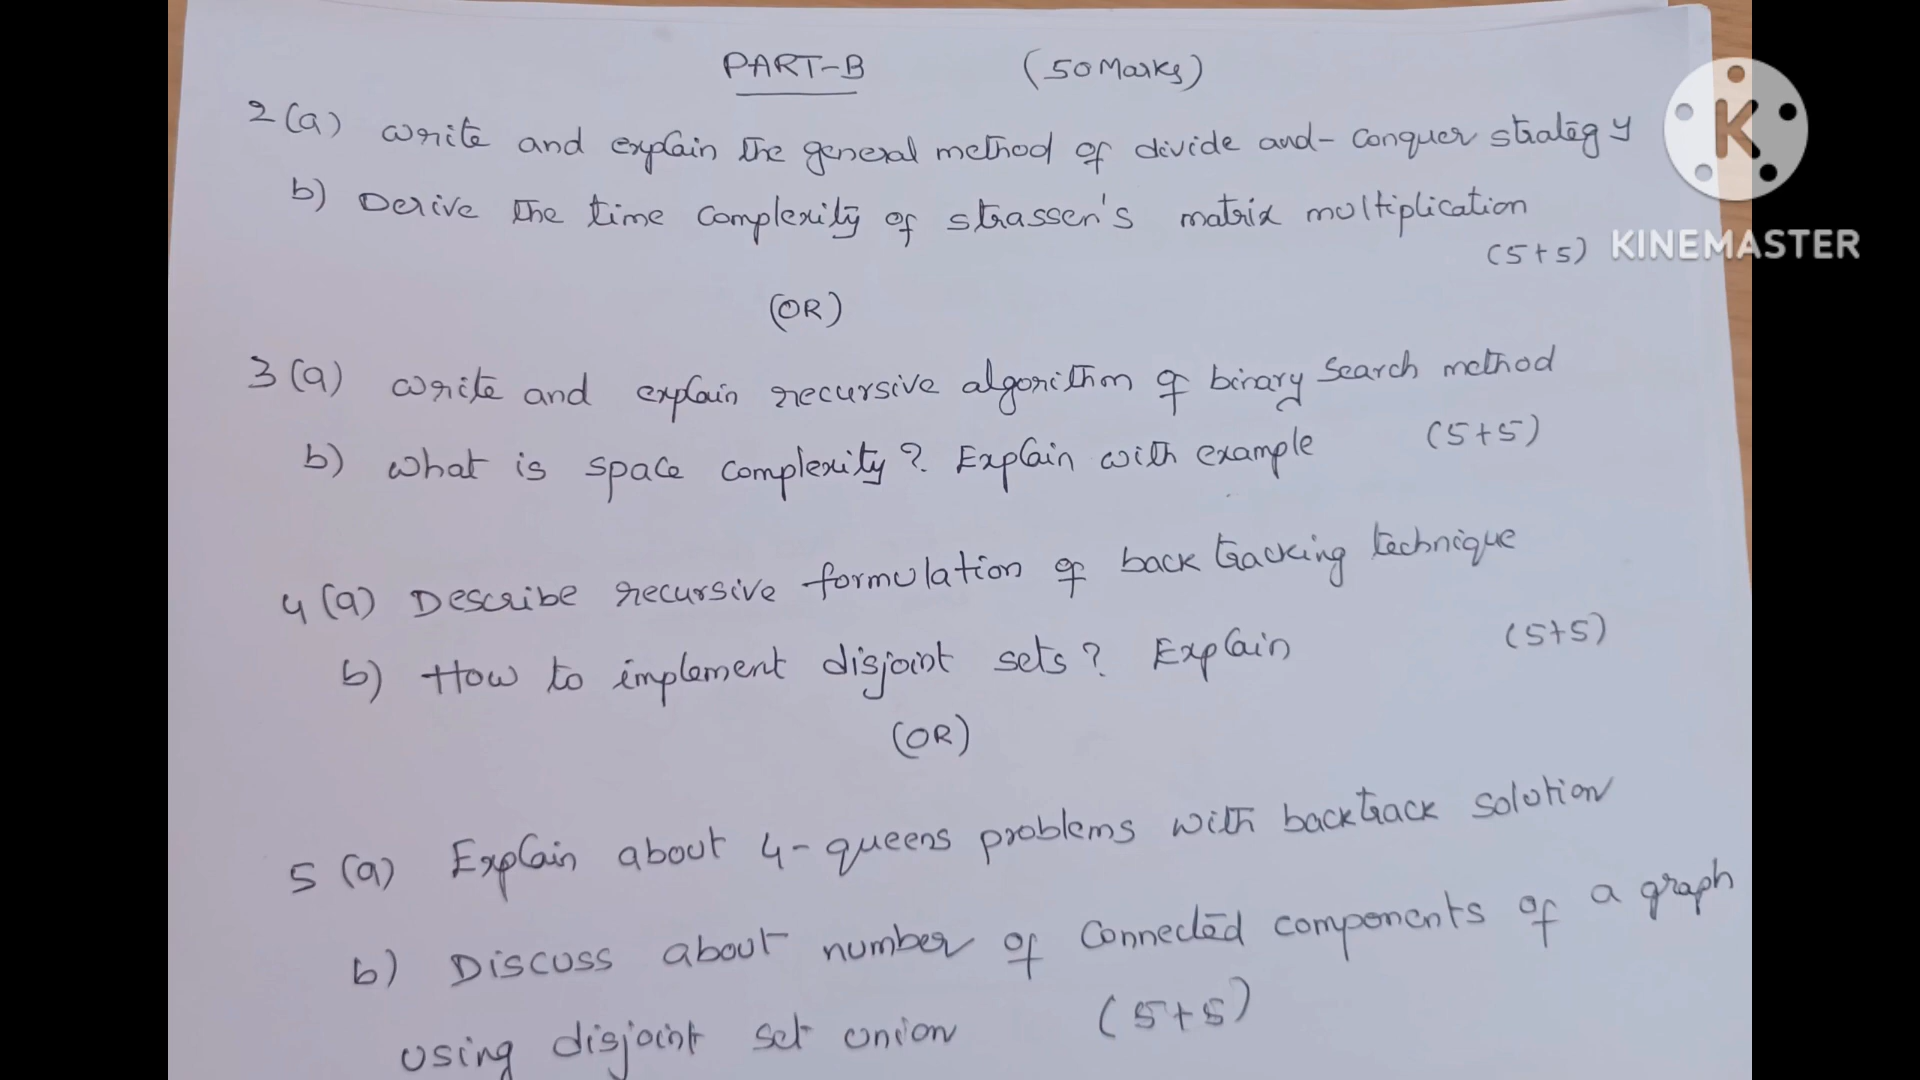 PART-B (50 Marks)
2(a) write and explain the general method of divide and- conquer strategy
b) Derive the time complexity of strassen's matrix multiplication
(5+5)
(OR)
3(a) write and explain recursive algorithm of binary search method
b) what is space complexity? Explain with example (5+5)
4(a) Describe recursive formulation of back tracking technique
b) How to implement disjoint sets? Explain (5+5)
(OR)
5(a) Explain about 4-queens problems with backtrack solution
b) Discuss about number of connected components of a graph
using disjoint set union (5+5)
K
KINEMASTER